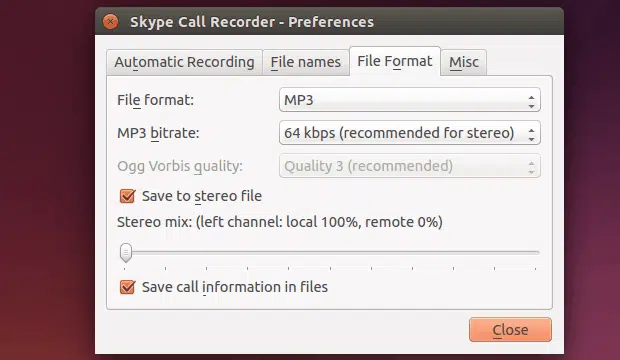 Skype Call Recorder - Preferences
Automatic Recording File names File Format Misc
File format: MP3
MP3 bitrate: 64 kbps (recommended for stereo)
Ogg Vorbis quality: Quality 3 (recommended)
Save to stereo file
Stereo mix: (left channel: local 100%, remote 0%)
Save call information in files
Close